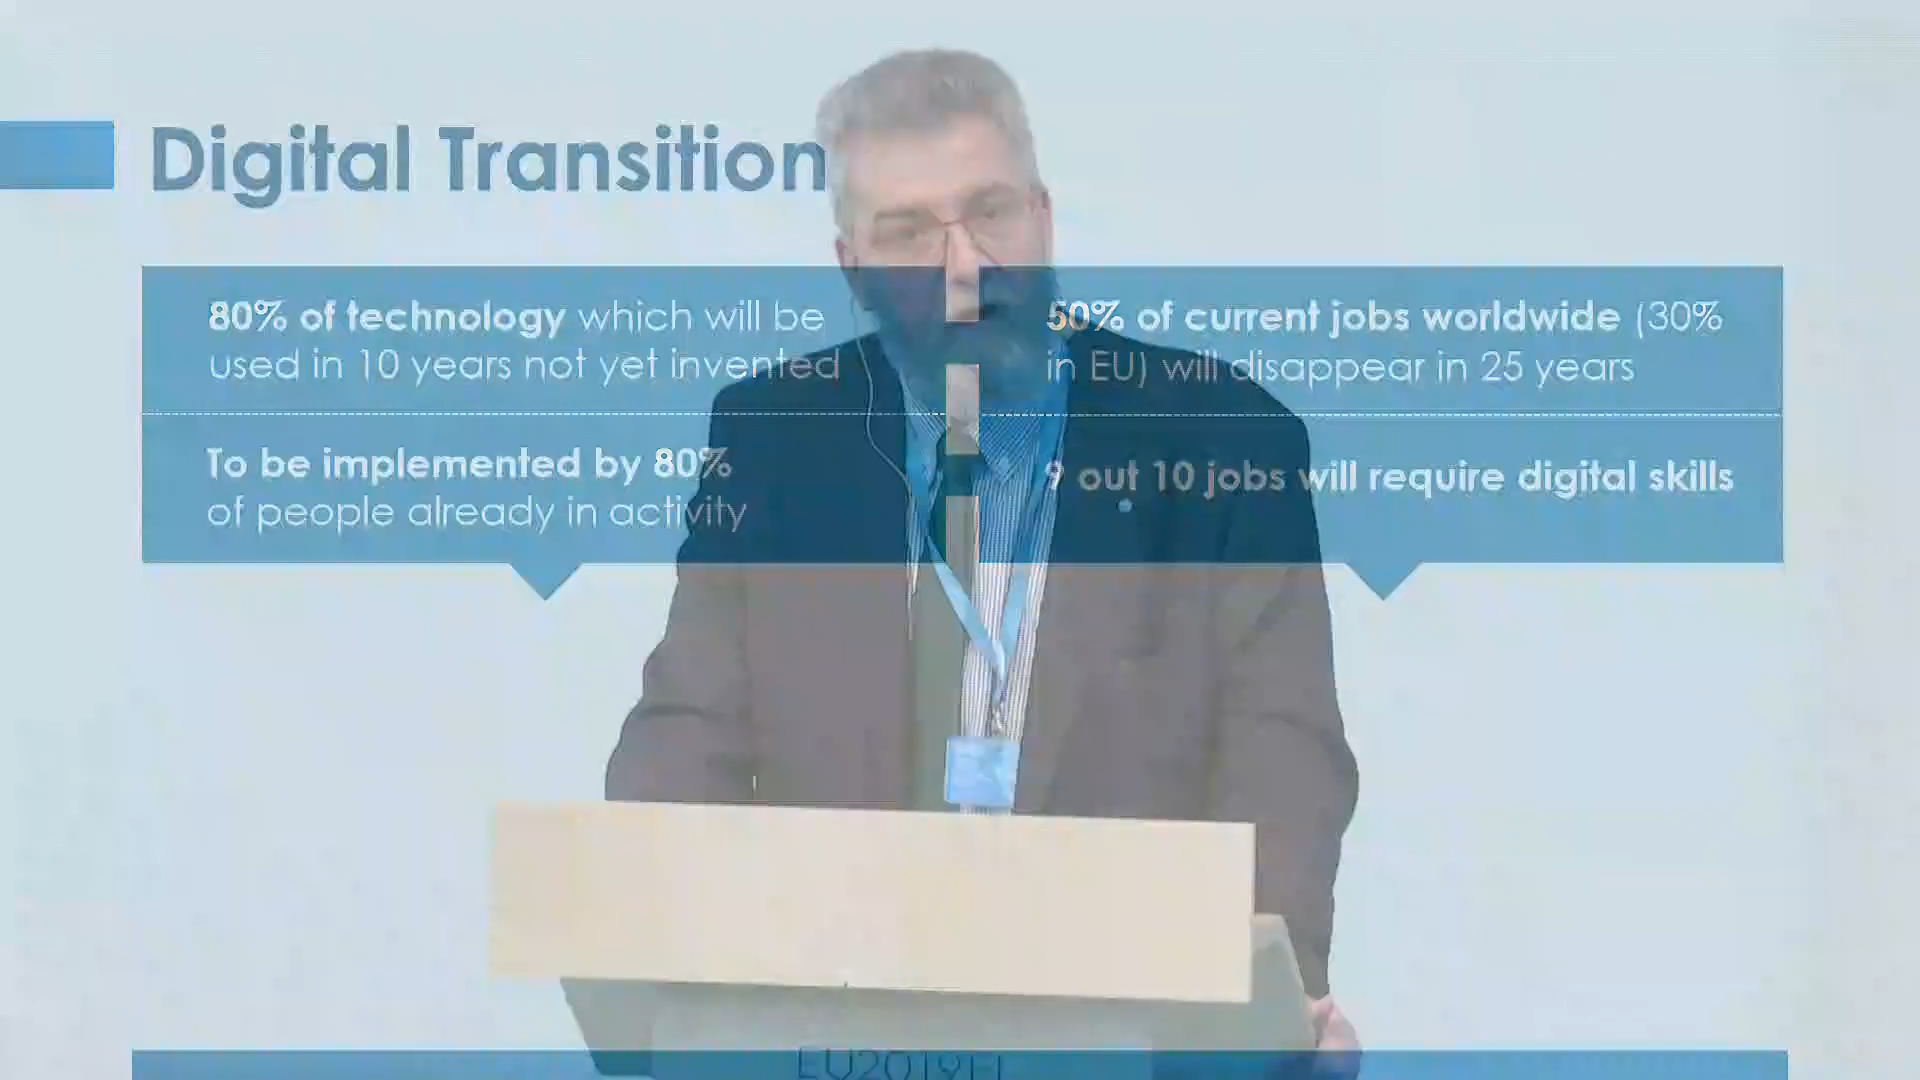 Digital Transition
80% of technology which will be
used in 10 years not yet invented
To be implemented by 80%
of people already in activity
50% of current jobs worldwide (30%
in EU) will disappear in 25 years
9 out 10 jobs will require digital skills
EU2019FI